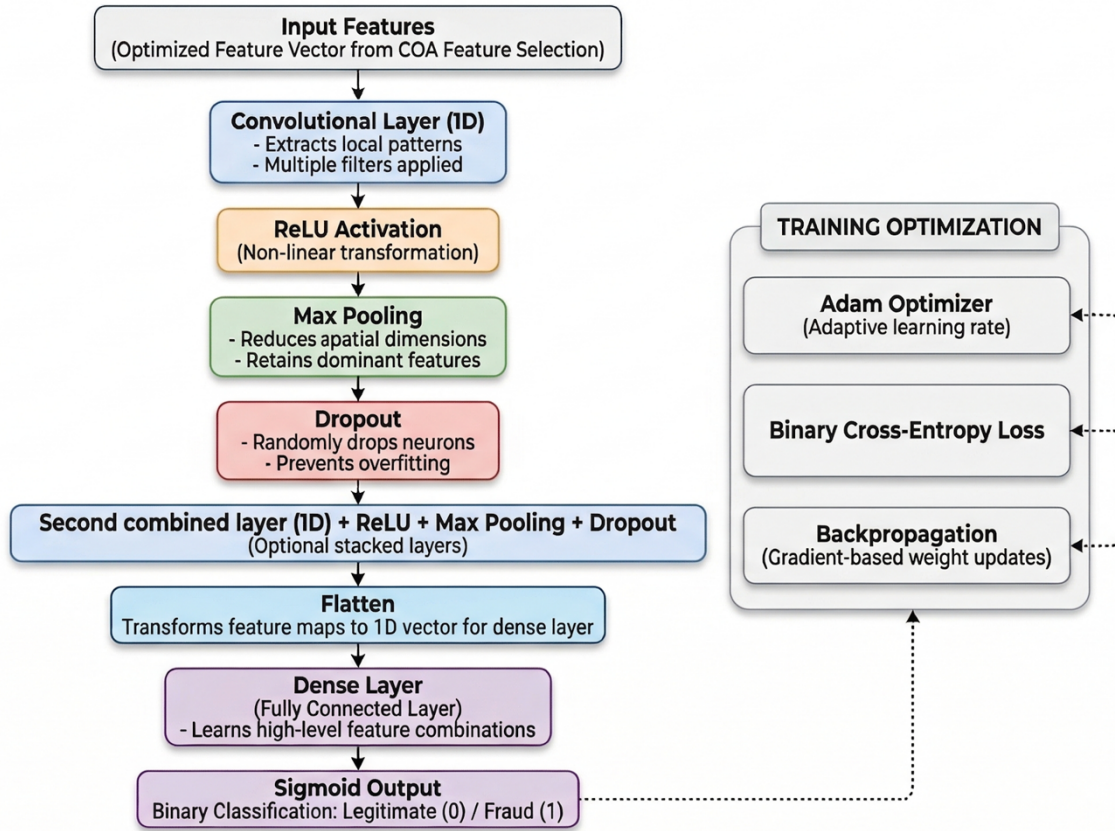 Input Features
(Optimized Feature Vector from COA Feature Selection)
Convolutional Layer (1D)
- Extracts local patterns
- Multiple filters applied
ReLU Activation
(Non-linear transformation)
Max Pooling
- Reduces spatial dimensions
- Retains dominant features
Dropout
- Randomly drops neurons
- Prevents overfitting
Second combined layer (1D) + ReLU + Max Pooling + Dropout
(Optional stacked layers)
Flatten
Transforms feature maps to 1D vector for dense layer
Dense Layer
(Fully Connected Layer)
- Learns high-level feature combinations
Sigmoid Output
Binary Classification: Legitimate (0) / Fraud (1)
TRAINING OPTIMIZATION
Adam Optimizer
(Adaptive learning rate)
Binary Cross-Entropy Loss
Backpropagation
(Gradient-based weight updates)